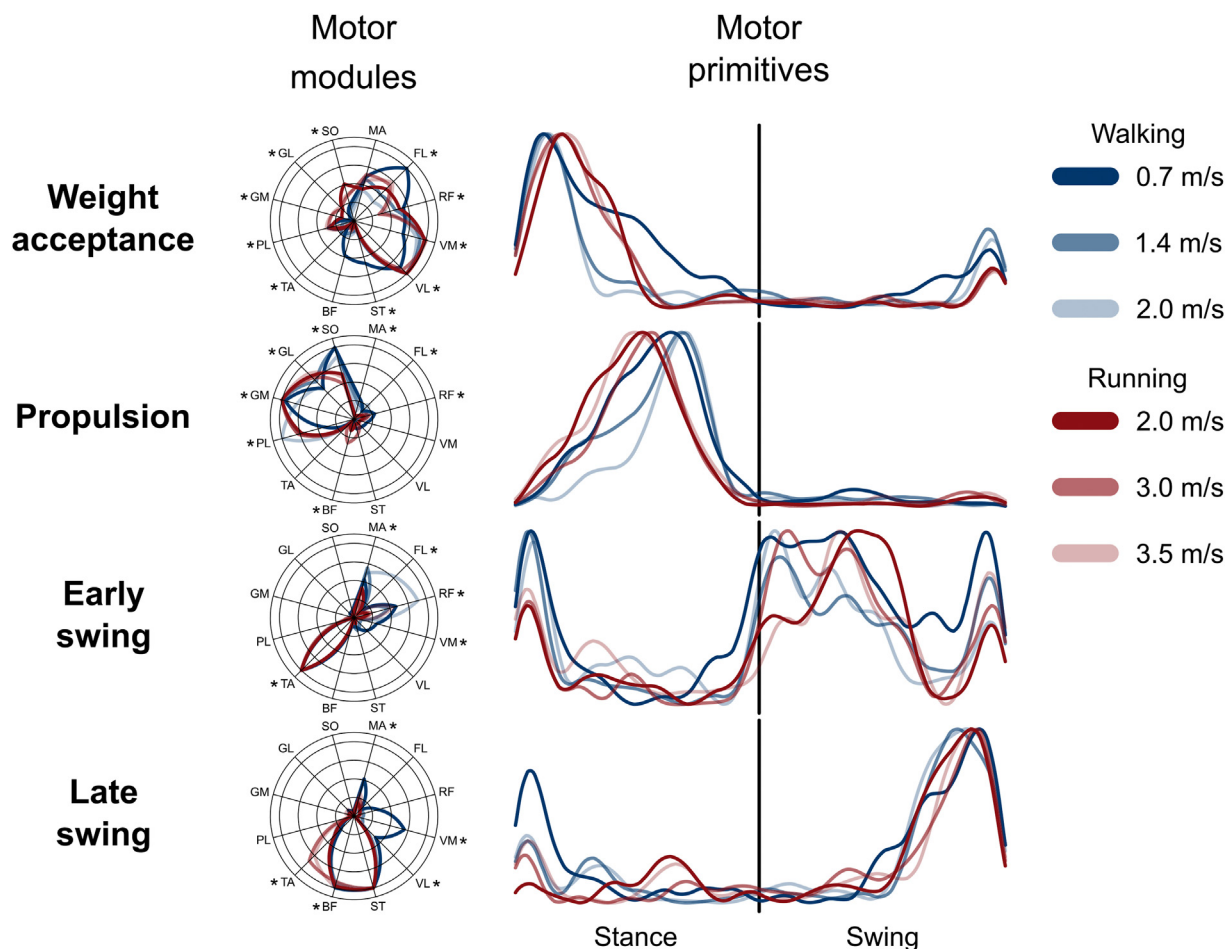 Motor
modules
Motor
primitives
Weight
acceptance
* SO
MA
FL *
RF *
VM *
VL *
ST *
BF
* TA
* PL
* GM
* GL
Walking
0.7 m/s
1.4 m/s
2.0 m/s
Propulsion
* SO
MA *
FL *
RF *
VM
VL
ST
* BF
TA
* PL
* GM
* GL
Running
2.0 m/s
3.0 m/s
3.5 m/s
Early
swing
SO
MA *
FL *
RF *
VM *
VL
ST
BF
* TA
PL
GM
GL
Late
swing
SO
MA *
FL
RF
VM *
VL *
ST
* BF
* TA
PL
GM
GL
Stance
Swing